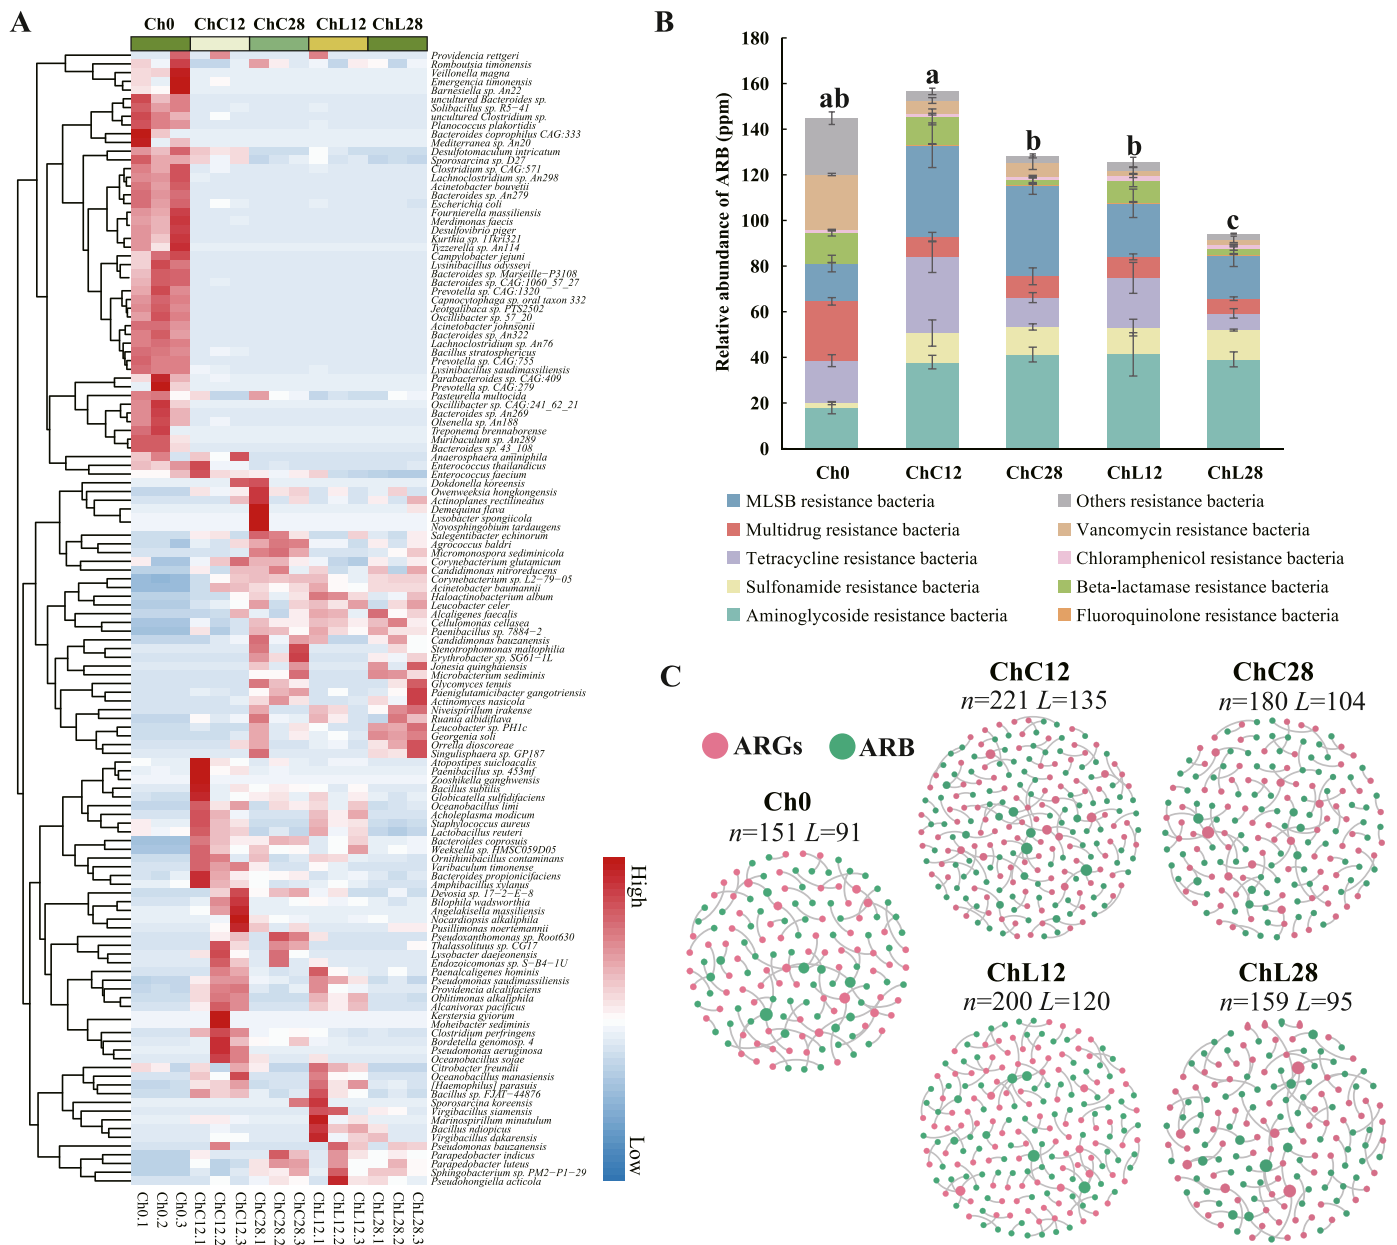 A
Ch0 ChC12 ChC28 ChL12 ChL28
Providencia rettgeri
Romboutsia timonensis
Veillonella magna
Emergencia timonensis
Barnesiella sp. An22
uncultured Bacteroides sp.
Solibacillus sp. R5−41
uncultured Clostridium sp.
Planococcus plakortidis
Bacteroides coprophilus CAG:333
Mediterranea sp. An20
Desulfotomaculum intricatum
Sporosarcina sp. D27
Clostridium sp. CAG:571
Lachnoclostridium sp. An298
Acinetobacter bouvetii
Bacteroides sp. An279
Escherichia coli
Fournierella massiliensis
Merdimonas faecis
Desulfovibrio piger
Kurthia sp. 11kri321
Tyzzerella sp. An114
Campylobacter jejuni
Lysinibacillus odysseyi
Bacteroides sp. Marseille−P3108
Bacteroides sp. CAG:1060_57_27
Prevotella sp. CAG:1320
Capnocytophaga sp. oral taxon 332
Jeotgalibaca sp. PTS2502
Oscillibacter sp. 57_20
Acinetobacter johnsonii
Bacteroides sp. An322
Lachnoclostridium sp. An76
Bacillus stratosphericus
Prevotella sp. CAG:755
Lysinibacillus saudimassiliensis
Parabacteroides sp. CAG:409
Prevotella sp. CAG:279
Pasteurella multocida
Oscillibacter sp. CAG:241_62_21
Bacteroides sp. An269
Olsenella sp. An188
Treponema brennaborense
Muribaculum sp. An289
Bacteroides sp. 43_108
Anaerosphaera aminiphila
Enterococcus thailandicus
Enterococcus faecium
Dokdonella koreensis
Owenweeksia hongkongensis
Actinoplanes rectilineatus
Demequina flava
Lysobacter spongiicola
Novosphingobium tardaugens
Salegentibacter echinorum
Agrococcus baldri
Micromonospora sediminicola
Corynebacterium glutamicum
Candidimonas nitroreducens
Corynebacterium sp. L2−79−05
Acinetobacter baumannii
Haloactinobacterium album
Leucobacter celer
Alcaligenes faecalis
Cellulomonas cellasea
Paenibacillus sp. 7884−2
Candidimonas bauzanensis
Stenotrophomonas maltophilia
Erythrobacter sp. SG61−1L
Jonesia quinghaiensis
Microbacterium sediminis
Glycomyces tenuis
Paeniglutamicibacter gangotriensis
Actinomyces nasicola
Niveispirillum irakense
Ruania albidiflava
Leucobacter sp. PH1c
Georgenia soli
Orrella dioscoreae
Singulisphaera sp. GP187
Atopostipes suicloacalis
Paenibacillus sp. 453mf
Zooshikella ganghwensis
Bacillus subtilis
Globicatella sulfidifaciens
Oceanobacillus limi
Acholeplasma modicum
Staphylococcus aureus
Lactobacillus reuteri
Bacteroides coprosuis
Weeksella sp. HMSC059D05
Ornithinibacillus contaminans
Varibaculum timonense
Bacteroides propionicifaciens
Amphibacillus xylanus
Devosia sp. 17−2−E−8
Bilophila wadsworthia
Angelakisella massiliensis
Nocardiopsis alkaliphila
Pusillimonas noertemannii
Pseudoxanthomonas sp. Root630
Thalassolituus sp. CG17
Lysobacter daejeonensis
Endozoicomonas sp. S−B4−1U
Paenalcaligenes hominis
Pseudomonas saudimassiliensis
Providencia alcalifaciens
Oblitimonas alkaliphila
Alcanivorax pacificus
Kerstersia gyiorum
Moheibacter sediminis
Clostridium perfringens
Bordetella genomosp. 4
Pseudomonas aeruginosa
Oceanobacillus sojae
Citrobacter freundii
Oceanobacillus manasiensis
[Haemophilus] parasuis
Bacillus sp. FJAT−44876
Sporosarcina koreensis
Virgibacillus siamensis
Marinospirillum minutulum
Bacillus ndiopicus
Virgibacillus dakarensis
Pseudomonas bauzanensis
Parapedobacter indicus
Parapedobacter luteus
Sphingobacterium sp. PM2−P1−29
Pseudohongiella acticola
Ch0.1 Ch0.2 Ch0.3 ChC12.1 ChC12.2 ChC12.3 ChC28.1 ChC28.2 ChC28.3 ChL12.1 ChL12.2 ChL12.3 ChL28.1 ChL28.2 ChL28.3
High
Low
B
Relative abundance of ARB (ppm)
180
160
140
120
100
80
60
40
20
0
ab a b b c
Ch0 ChC12 ChC28 ChL12 ChL28
MLSB resistance bacteria
Multidrug resistance bacteria
Tetracycline resistance bacteria
Sulfonamide resistance bacteria
Aminoglycoside resistance bacteria
Others resistance bacteria
Vancomycin resistance bacteria
Chloramphenicol resistance bacteria
Beta-lactamase resistance bacteria
Fluoroquinolone resistance bacteria
C
ARGs ARB
Ch0
n=151 L=91
ChC12
n=221 L=135
ChC28
n=180 L=104
ChL12
n=200 L=120
ChL28
n=159 L=95